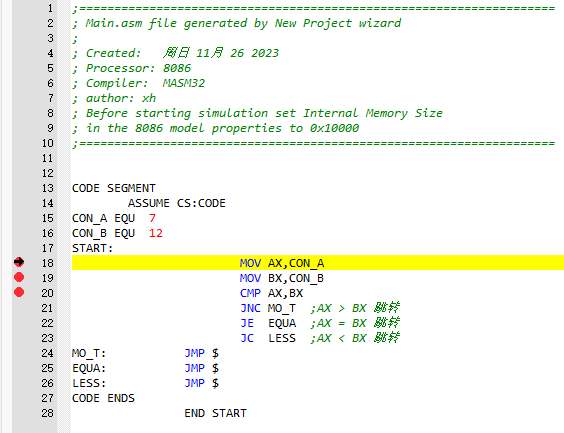 1 ;====================================================================
2 ; Main.asm file generated by New Project wizard
3 ;
4 ; Created:   周日 11月 26 2023
5 ; Processor: 8086
6 ; Compiler:  MASM32
7 ; author: xh
8 ; Before starting simulation set Internal Memory Size
9 ; in the 8086 model properties to 0x10000
10 ;====================================================================
11
12
13 CODE SEGMENT
14         ASSUME CS:CODE
15 CON_A EQU  7
16 CON_B EQU  12
17 START:
18                         MOV AX,CON_A
19                         MOV BX,CON_B
20                         CMP AX,BX
21                         JNC MO_T  ;AX > BX 跳转
22                         JE  EQUA  ;AX = BX 跳转
23                         JC  LESS  ;AX < BX 跳转
24 MO_T:           JMP $
25 EQUA:           JMP $
26 LESS:           JMP $
27 CODE ENDS
28                 END START